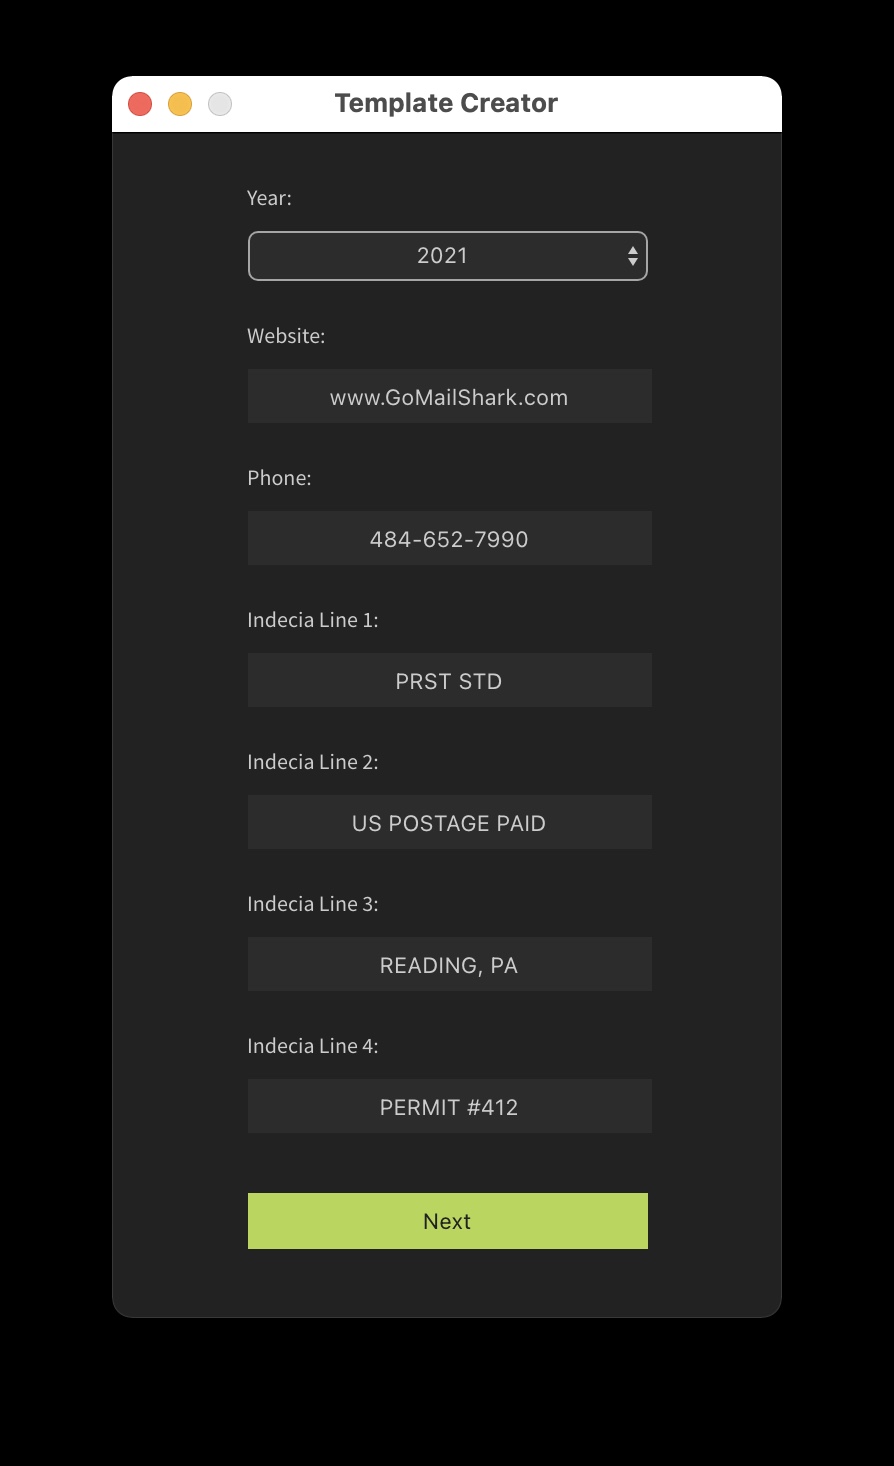 Template Creator
Year:
2021
Website:
www.GoMailShark.com
Phone:
484-652-7990
Indecia Line 1:
PRST STD
Indecia Line 2:
US POSTAGE PAID
Indecia Line 3:
READING, PA
Indecia Line 4:
PERMIT #412
Next